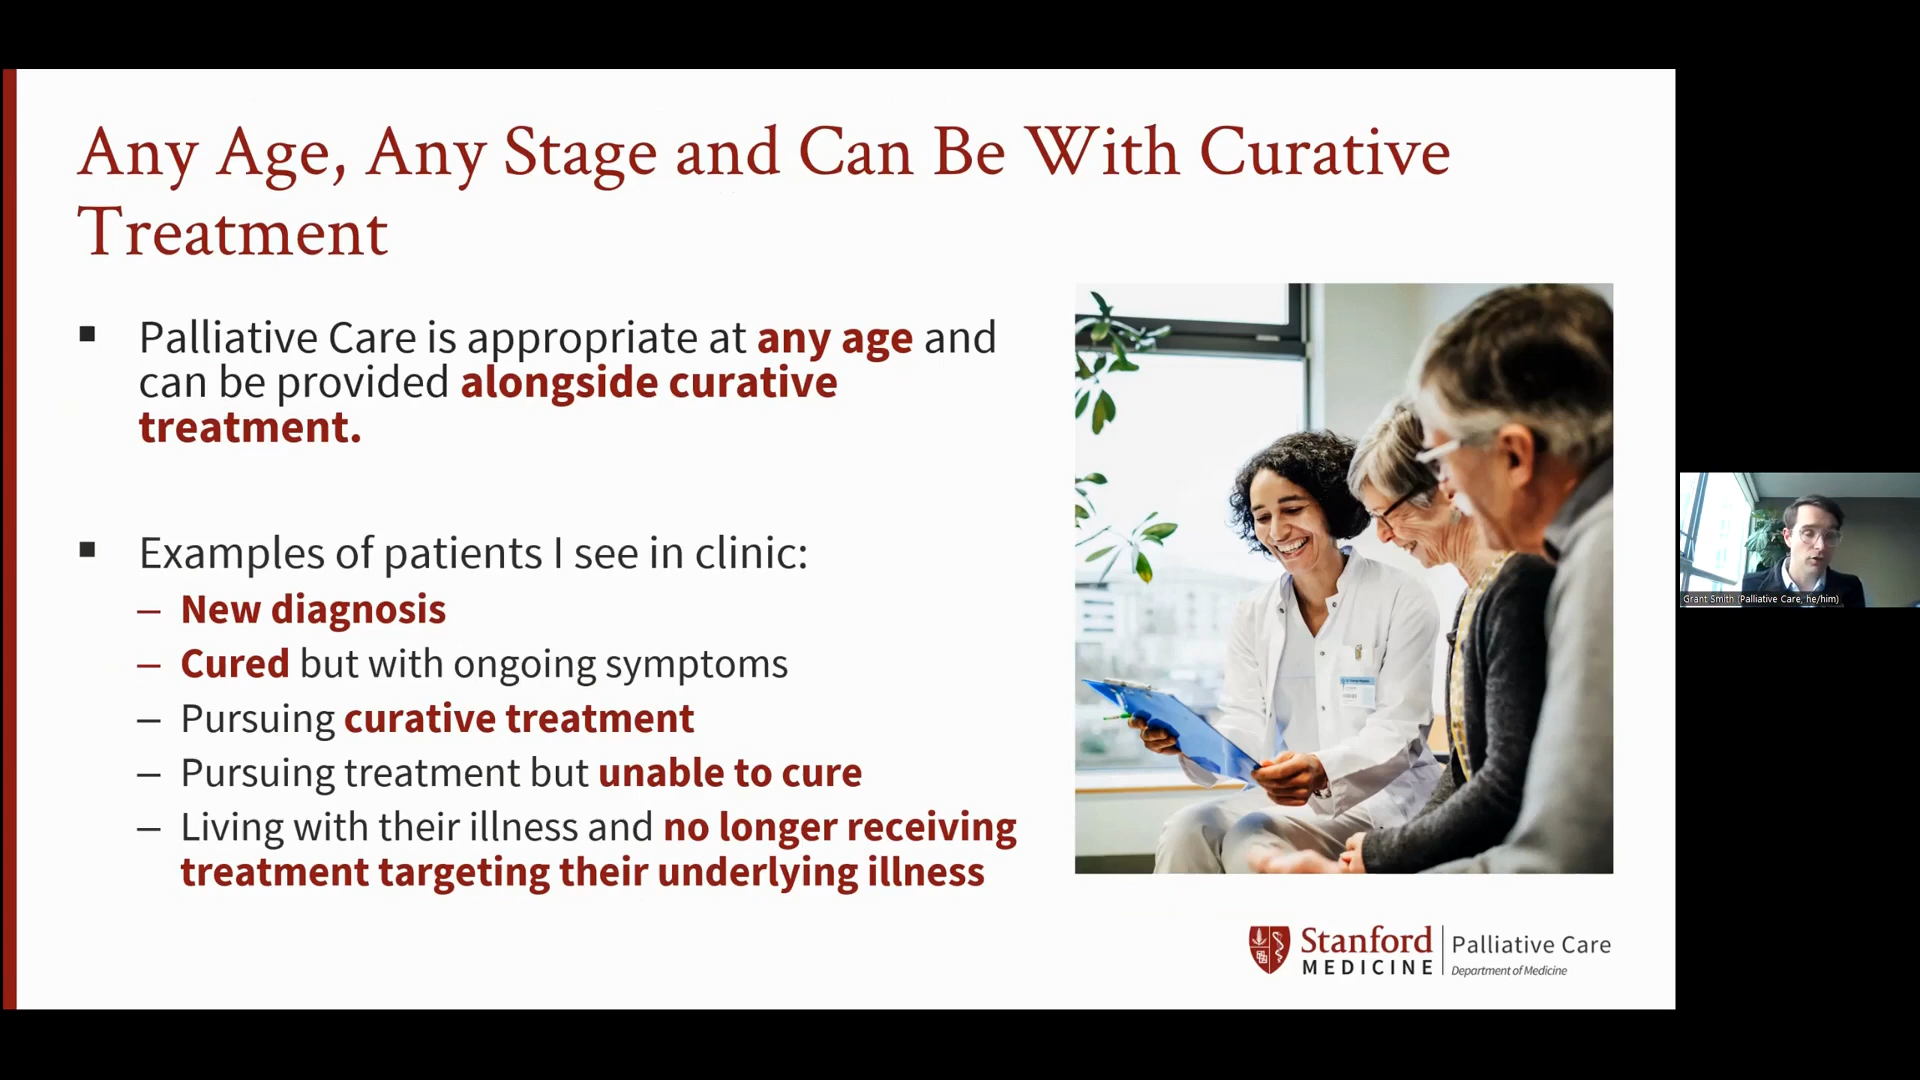 Any Age, Any Stage and Can Be With Curative
Treatment
▪ Palliative Care is appropriate at any age and
can be provided alongside curative
treatment.
▪ Examples of patients I see in clinic:
– New diagnosis
– Cured but with ongoing symptoms
– Pursuing curative treatment
– Pursuing treatment but unable to cure
– Living with their illness and no longer receiving
treatment targeting their underlying illness
Grant Smith (Palliative Care, he/him)
Stanford
MEDICINE
Palliative Care
Department of Medicine